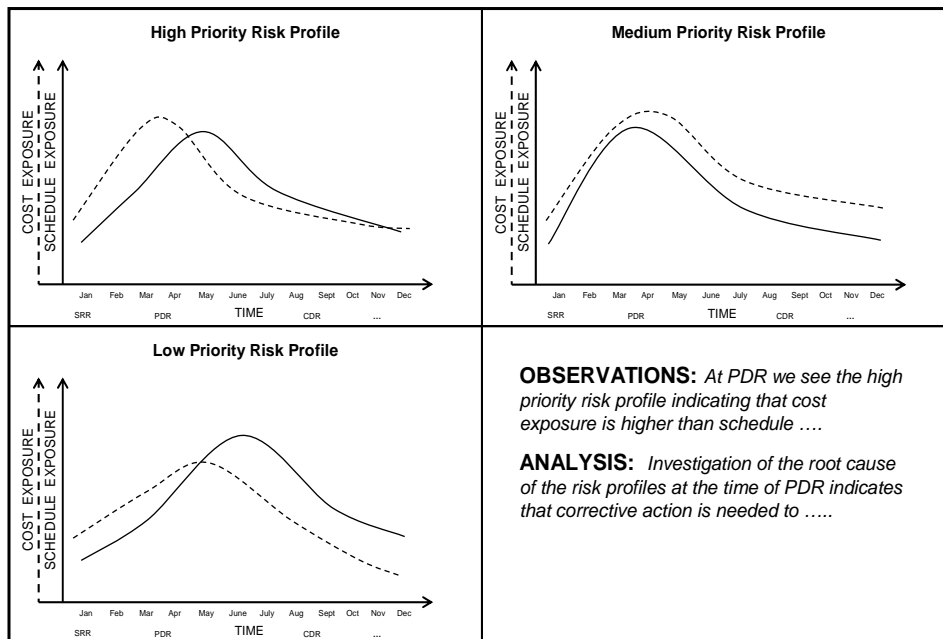 High Priority Risk Profile
COST EXPOSURE
SCHEDULE EXPOSURE
Jan Feb Mar Apr May June July Aug Sept Oct Nov Dec
SRR PDR TIME CDR ...
Medium Priority Risk Profile
COST EXPOSURE
SCHEDULE EXPOSURE
Jan Feb Mar Apr May June July Aug Sept Oct Nov Dec
SRR PDR TIME CDR ...
Low Priority Risk Profile
COST EXPOSURE
SCHEDULE EXPOSURE
Jan Feb Mar Apr May June July Aug Sept Oct Nov Dec
SRR PDR TIME CDR ...
OBSERVATIONS: At PDR we see the high
priority risk profile indicating that cost
exposure is higher than schedule ….
ANALYSIS: Investigation of the root cause
of the risk profiles at the time of PDR indicates
that corrective action is needed to …..